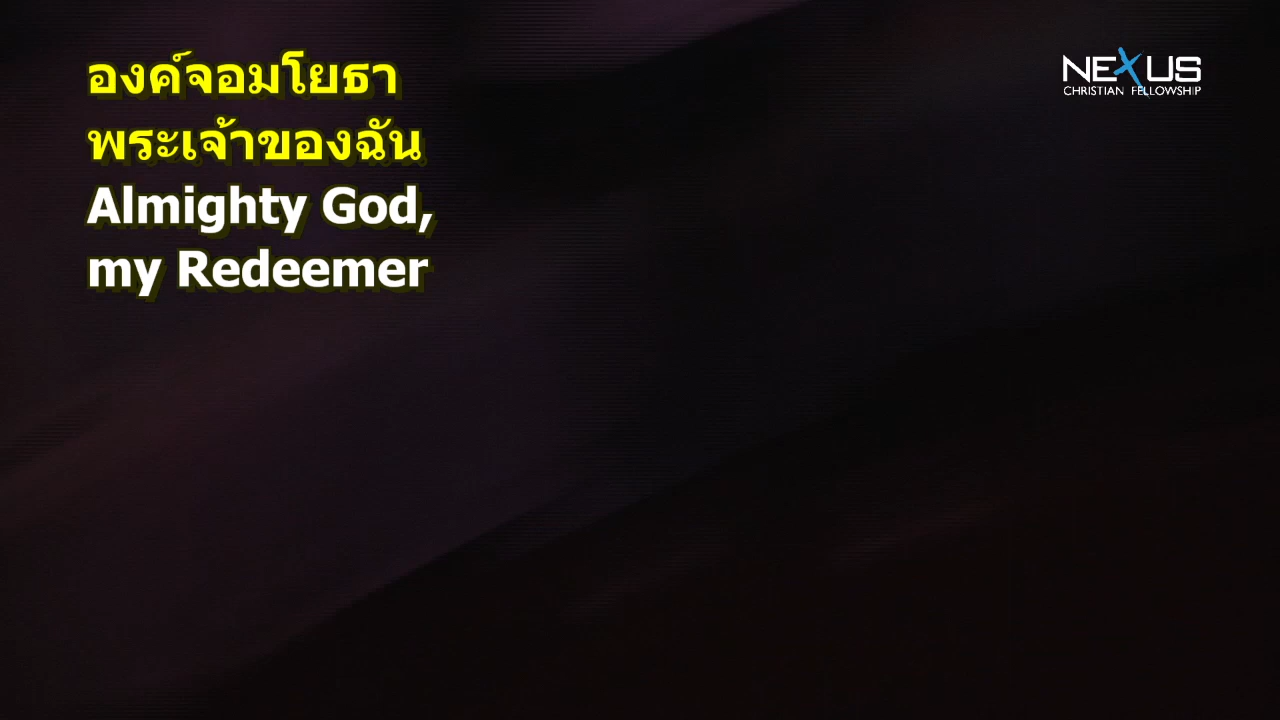 องค์จอมโยธา
พระเจ้าของฉัน
Almighty God,
my Redeemer
NEXUS
CHRISTIAN FELLOWSHIP